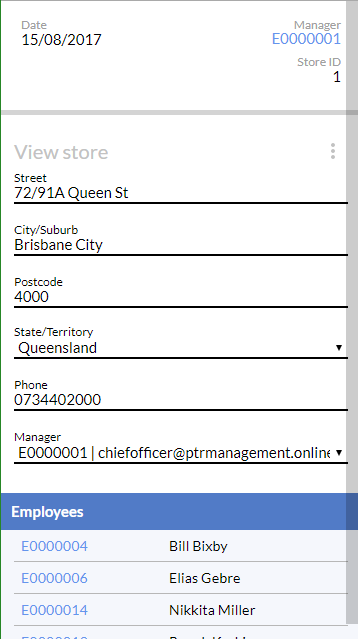 Date
Manager
15/08/2017
E0000001
Store ID
1
View store
Street
72/91A Queen St
City/Suburb
Brisbane City
Postcode
4000
State/Territory
Queensland
Phone
0734402000
Manager
E0000001 | chiefofficer@ptrmanagement.online
Employees
E0000004 Bill Bixby
E0000006 Elias Gebre
E0000014 Nikkita Miller